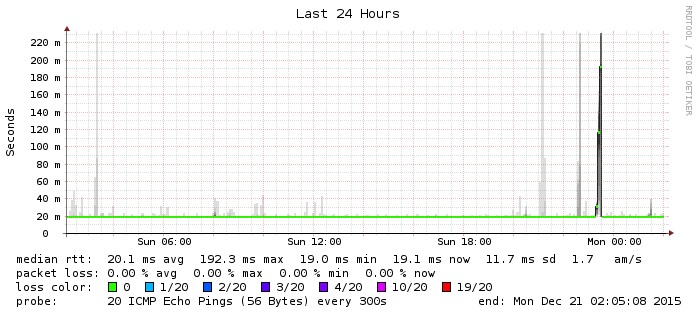 Last 24 Hours
RRDTOOL / TOBI OETIKER
Seconds
220 m
200 m
180 m
160 m
140 m
120 m
100 m
80 m
60 m
40 m
20 m
0
Sun 06:00 Sun 12:00 Sun 18:00 Mon 00:00
median rtt: 20.1 ms avg 192.3 ms max 19.0 ms min 19.1 ms now 11.7 ms sd 1.7 am/s
packet loss: 0.00 % avg 0.00 % max 0.00 % min 0.00 % now
loss color: 0 1/20 2/20 3/20 4/20 10/20 19/20
probe: 20 ICMP Echo Pings (56 Bytes) every 300s end: Mon Dec 21 02:05:08 2015